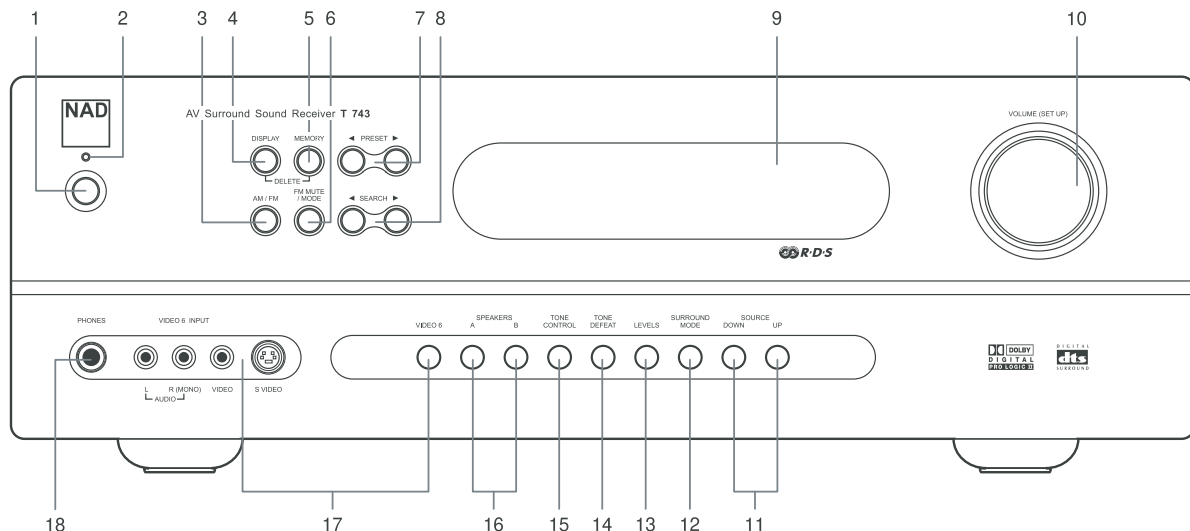 1 2 3 4 5 6 7 8 9 10
NAD
AV Surround Sound Receiver T 743
VOLUME (SET UP)
DISPLAY MEMORY ◄ PRESET ►
DELETE
AM / FM FM MUTE / MODE ◄ SEARCH ►
R·D·S
PHONES VIDEO 6 INPUT
VIDEO 6 SPEAKERS A B TONE CONTROL TONE DEFEAT LEVELS SURROUND MODE SOURCE DOWN UP
L R (MONO) VIDEO S VIDEO
AUDIO
DOLBY
DIGITAL
PRO LOGIC II
DIGITAL
dts
SURROUND
18 17 16 15 14 13 12 11